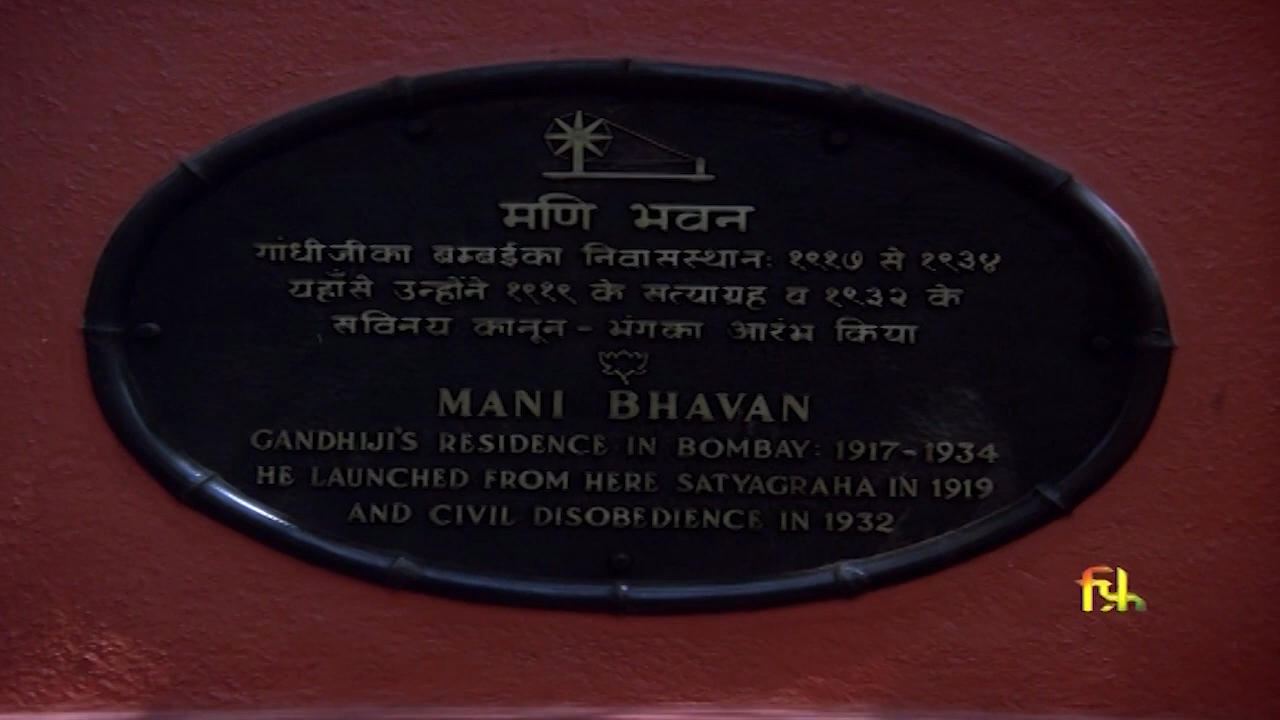 मणि भवन
गांधीजीका बम्बईका निवासस्थान: १९१७ से १९३४
यहाँसे उन्होंने १९१९ के सत्याग्रह व १९३२ के
सविनय कानून - भंगका आरंभ किया
MANI BHAVAN
GANDHIJI'S RESIDENCE IN BOMBAY: 1917-1934
HE LAUNCHED FROM HERE SATYAGRAHA IN 1919
AND CIVIL DISOBEDIENCE IN 1932